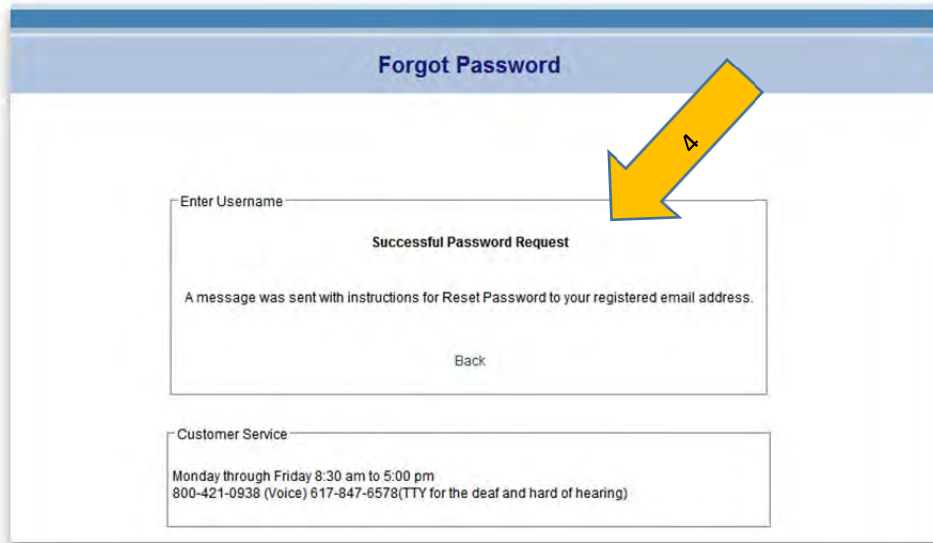 Forgot Password
4
Enter Username
Successful Password Request
A message was sent with instructions for Reset Password to your registered email address.
Back
Customer Service
Monday through Friday 8:30 am to 5:00 pm
800-421-0938 (Voice) 617-847-6578(TTY for the deaf and hard of hearing)